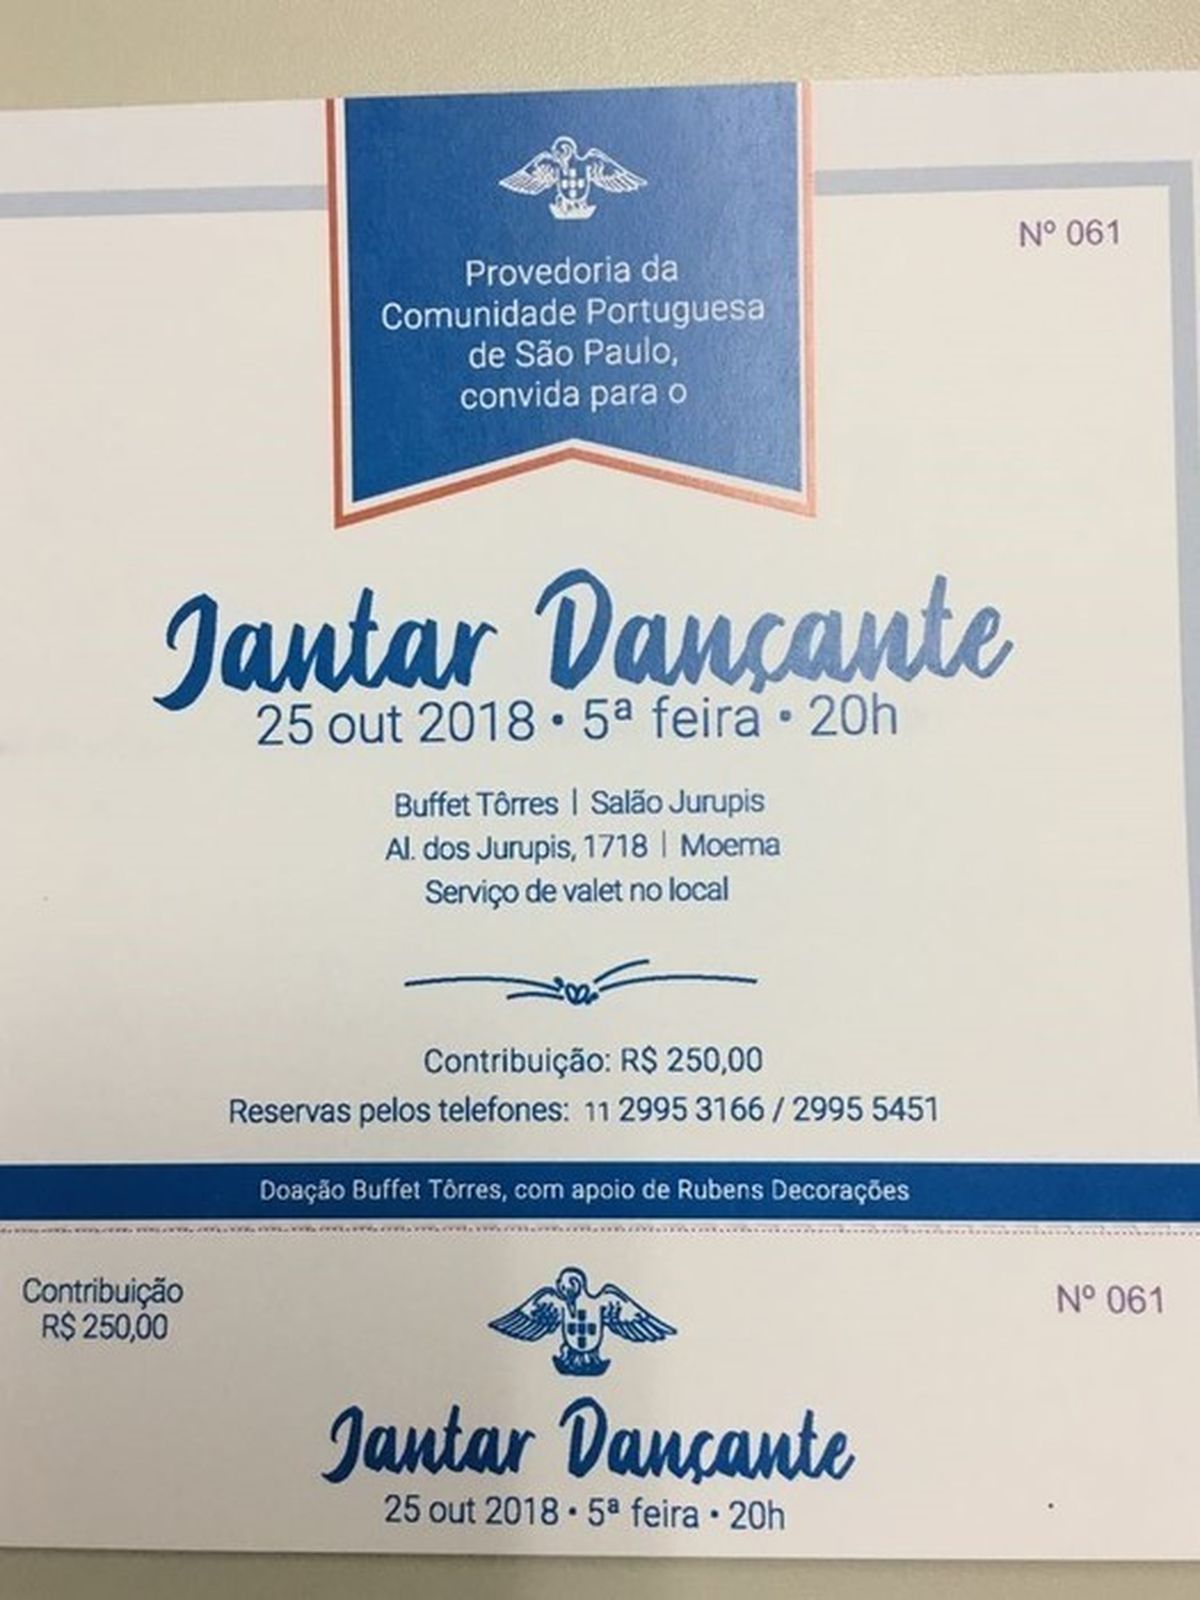 Nº 061
Provedoria da
Comunidade Portuguesa
de São Paulo,
convida para o
Jantar Dançante
25 out 2018 • 5ª feira • 20h
Buffet Tôrres | Salão Jurupis
Al. dos Jurupis, 1718 | Moema
Serviço de valet no local
Contribuição: R$ 250,00
Reservas pelos telefones: 11 2995 3166 / 2995 5451
Doação Buffet Tôrres, com apoio de Rubens Decorações
Contribuição
R$ 250,00
Nº 061
Jantar Dançante
25 out 2018 • 5ª feira • 20h